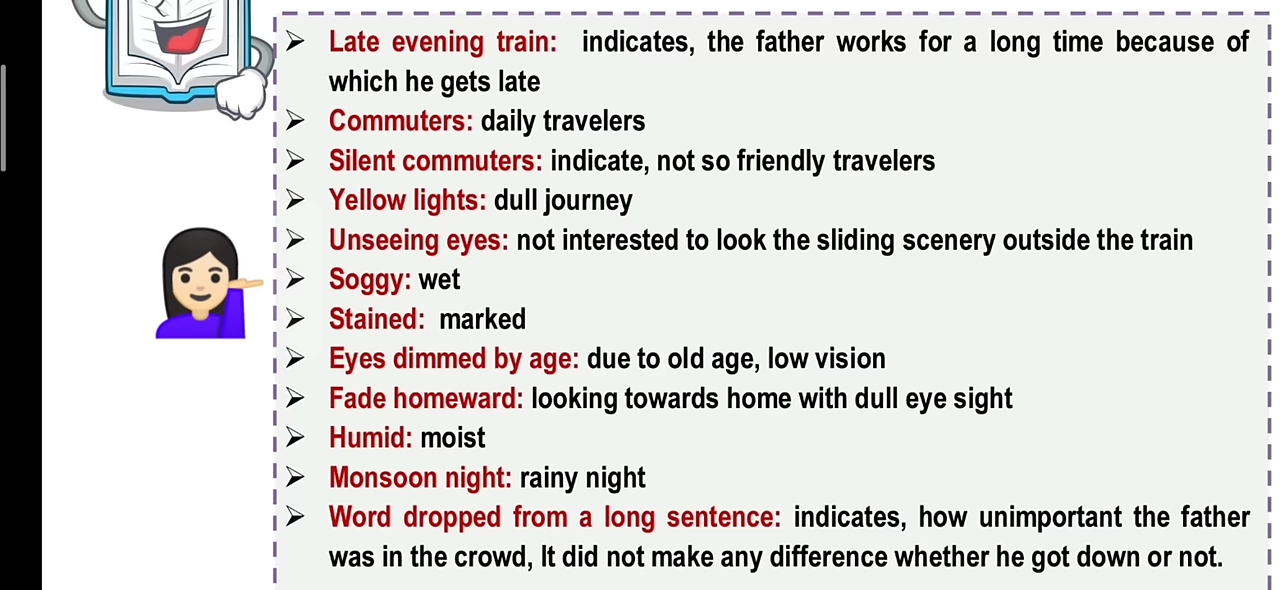 ➢ Late evening train: indicates, the father works for a long time because of
which he gets late
➢ Commuters: daily travelers
➢ Silent commuters: indicate, not so friendly travelers
➢ Yellow lights: dull journey
➢ Unseeing eyes: not interested to look the sliding scenery outside the train
➢ Soggy: wet
➢ Stained: marked
➢ Eyes dimmed by age: due to old age, low vision
➢ Fade homeward: looking towards home with dull eye sight
➢ Humid: moist
➢ Monsoon night: rainy night
➢ Word dropped from a long sentence: indicates, how unimportant the father
was in the crowd, It did not make any difference whether he got down or not.